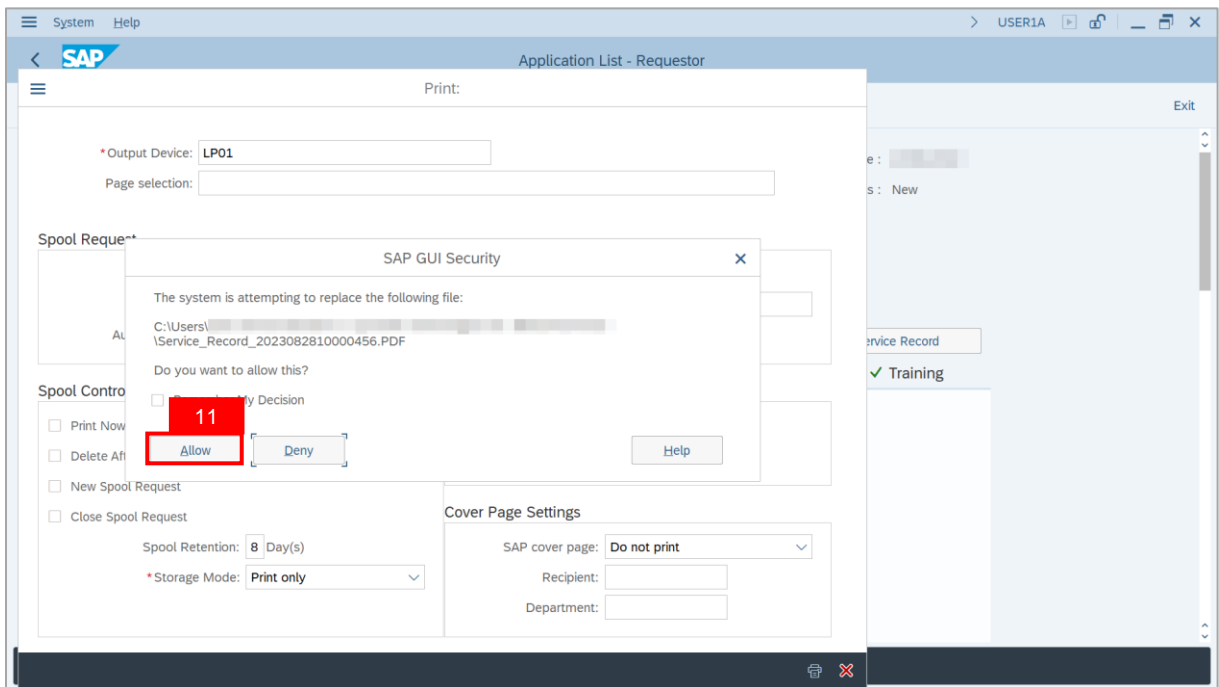 System Help
USER1A
SAP
Application List - Requestor
Print:
Exit
*Output Device: LP01
Page selection:
e :
s : New
Spool Request
SAP GUI Security
The system is attempting to replace the following file:
C:\Users\
\Service_Record_2023082810000456.PDF
Au
ervice Record
Do you want to allow this?
Training
Spool Contro
My Decision
11
Print Now
Allow
Deny
Help
Delete Aft
New Spool Request
Close Spool Request
Cover Page Settings
Spool Retention: 8 Day(s)
SAP cover page: Do not print
*Storage Mode: Print only
Recipient:
Department: